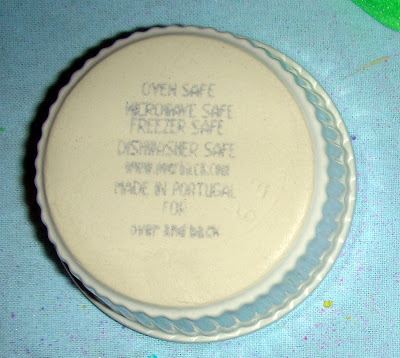 OVEN SAFE
MICROWAVE SAFE
FREEZER SAFE
DISHWASHER SAFE
MADE IN PORTUGAL
FOR
over and back